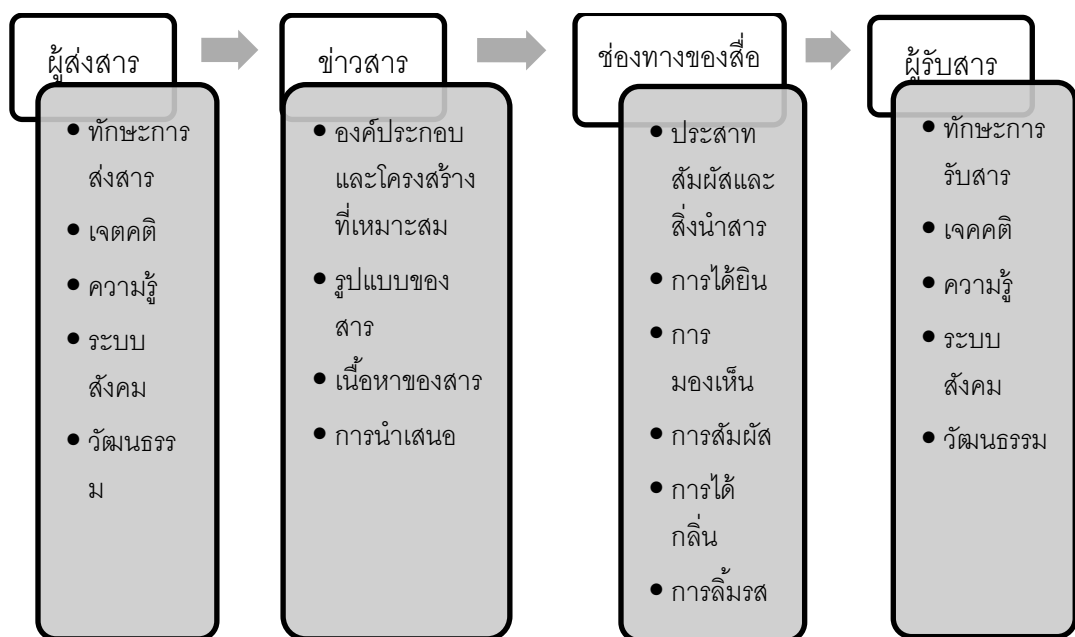 ผู้ส่งสาร
• ทักษะการ
ส่งสาร
• เจตคติ
• ความรู้
• ระบบ
สังคม
• วัฒนธรร
ม
ข่าวสาร
• องค์ประกอบ
และโครงสร้าง
ที่เหมาะสม
• รูปแบบของ
สาร
• เนื้อหาของสาร
• การนำเสนอ
ช่องทางของสื่อ
• ประสาท
สัมผัสและ
สิ่งนำสาร
• การได้ยิน
• การ
มองเห็น
• การสัมผัส
• การได้
กลิ่น
• การลิ้มรส
ผู้รับสาร
• ทักษะการ
รับสาร
• เจคคติ
• ความรู้
• ระบบ
สังคม
• วัฒนธรรม